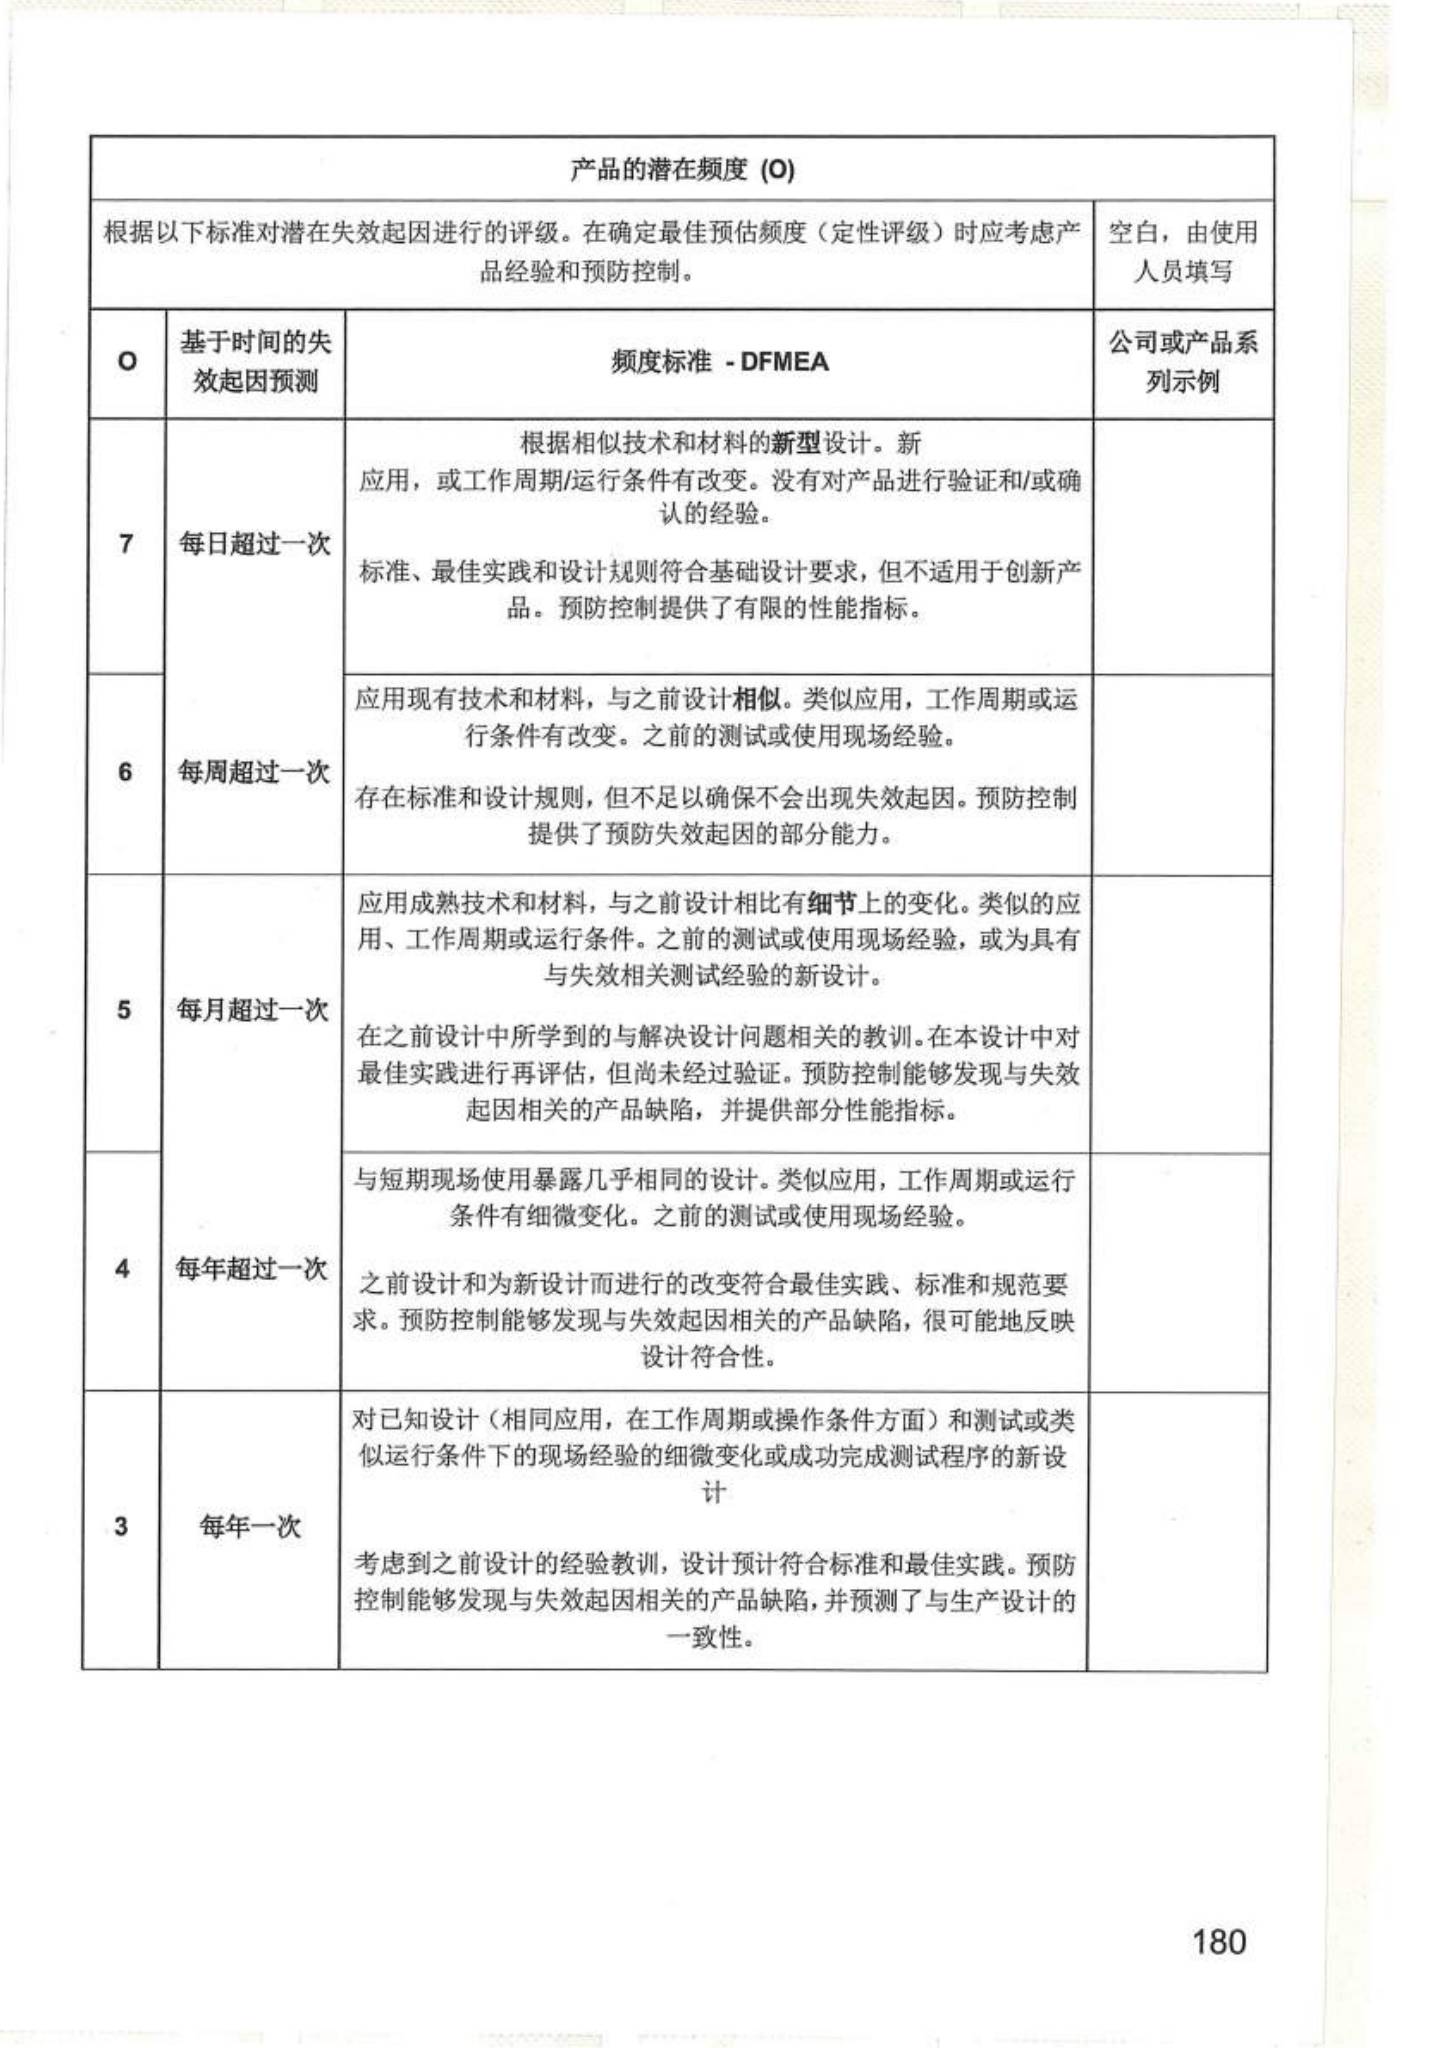 产品的潜在频度 (O)
根据以下标准对潜在失效起因进行的评级。在确定最佳预估频度（定性评级）时应考虑产
品经验和预防控制。
空白，由使用
人员填写
O
基于时间的失
效起因预测
频度标准 - DFMEA
公司或产品系
列示例
7
每日超过一次
根据相似技术和材料的新型设计。新
应用，或工作周期/运行条件有改变。没有对产品进行验证和/或确
认的经验。
标准、最佳实践和设计规则符合基础设计要求，但不适用于创新产
品。预防控制提供了有限的性能指标。
6
每周超过一次
应用现有技术和材料，与之前设计相似。类似应用，工作周期或运
行条件有改变。之前的测试或使用现场经验。
存在标准和设计规则，但不足以确保不会出现失效起因。预防控制
提供了预防失效起因的部分能力。
5
每月超过一次
应用成熟技术和材料，与之前设计相比有细节上的变化。类似的应
用、工作周期或运行条件。之前的测试或使用现场经验，或为具有
与失效相关测试经验的新设计。
在之前设计中所学到的与解决设计问题相关的教训。在本设计中对
最佳实践进行再评估，但尚未经过验证。预防控制能够发现与失效
起因相关的产品缺陷，并提供部分性能指标。
4
每年超过一次
与短期现场使用暴露几乎相同的设计。类似应用，工作周期或运行
条件有细微变化。之前的测试或使用现场经验。
之前设计和为新设计而进行的改变符合最佳实践、标准和规范要
求。预防控制能够发现与失效起因相关的产品缺陷，很可能地反映
设计符合性。
3
每年一次
对已知设计（相同应用，在工作周期或操作条件方面）和测试或类
似运行条件下的现场经验的细微变化或成功完成测试程序的新设
计
考虑到之前设计的经验教训，设计预计符合标准和最佳实践。预防
控制能够发现与失效起因相关的产品缺陷，并预测了与生产设计的
一致性。
180